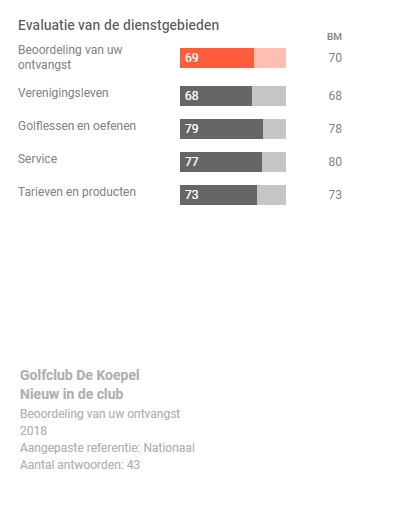 Evaluatie van de dienstgebieden
BM
Beoordeling van uw
ontvangst
69
70
Verenigingsleven
68
68
Golflessen en oefenen
79
78
Service
77
80
Tarieven en producten
73
73
Golfclub De Koepel
Nieuw in de club
Beoordeling van uw ontvangst
2018
Aangepaste referentie: Nationaal
Aantal antwoorden: 43